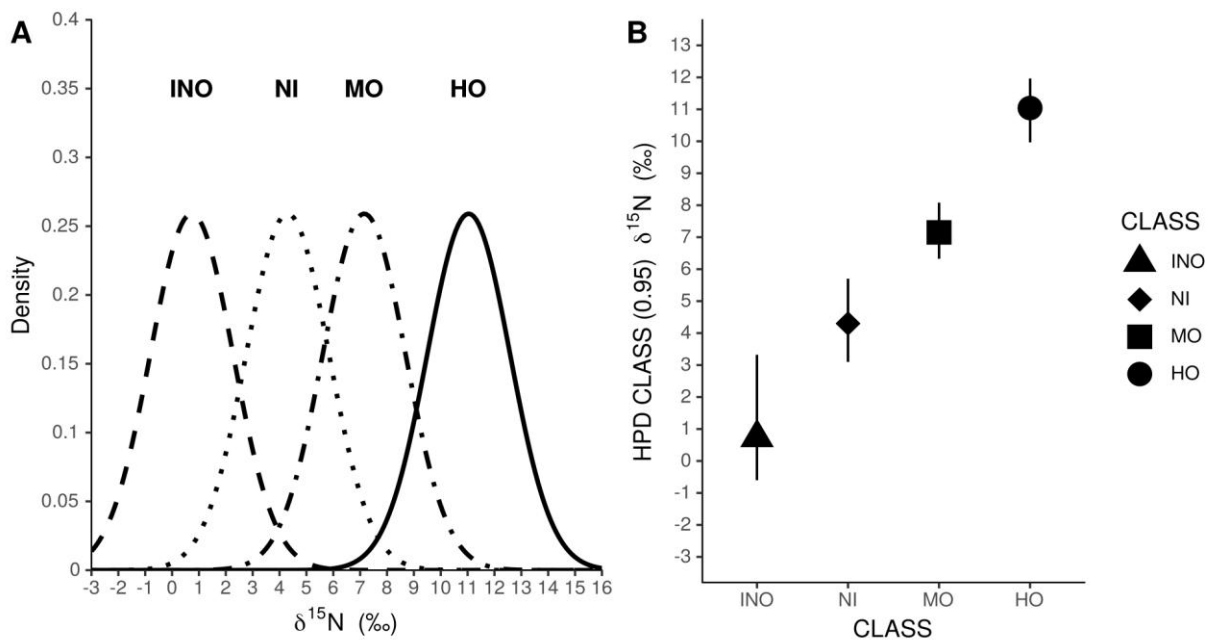 A
0.4
0.35
0.3
0.25
0.2
0.15
0.1
0.05
0
Density
INO NI MO HO
-3 -2 -1 0 1 2 3 4 5 6 7 8 9 10 11 12 13 14 15 16
δ¹⁵N (‰)
B
13
12
11
10
9
8
7
6
5
4
3
2
1
0
-1
-2
-3
HPD CLASS (0.95) δ¹⁵N (‰)
INO NI MO HO
CLASS
CLASS
INO
NI
MO
HO